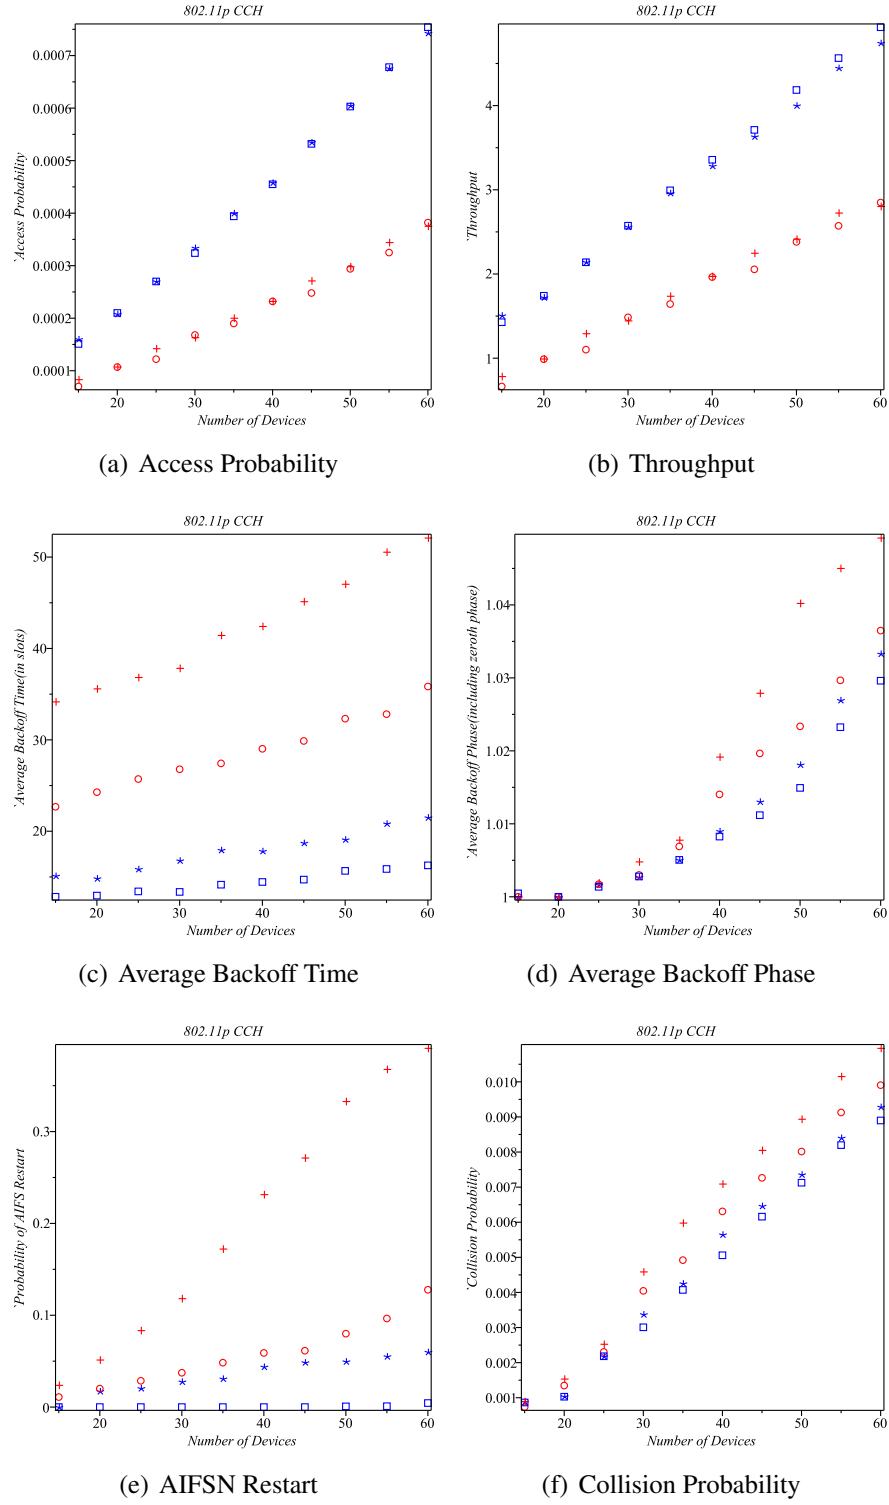 802.11p CCH
802.11p CCH
0.0007
0.0006
0.0005
0.0004
0.0003
0.0002
0.0001
`Access Probability
20
30
40
50
60
Number of Devices
4
3
2
1
`Throughput
20
30
40
50
60
Number of Devices
(a) Access Probability
(b) Throughput
802.11p CCH
802.11p CCH
50
40
30
20
`Average Backoff Time(in slots)
20
30
40
50
60
Number of Devices
1.04
1.03
1.02
1.01
1
`Average Backoff Phase(including zeroth phase)
20
30
40
50
60
Number of Devices
(c) Average Backoff Time
(d) Average Backoff Phase
802.11p CCH
802.11p CCH
0.3
0.2
0.1
0
`Probability of AIFS Restart
20
30
40
50
60
Number of Devices
0.010
0.009
0.008
0.007
0.006
0.005
0.004
0.003
0.002
0.001
`Collision Probability
20
30
40
50
60
Number of Devices
(e) AIFSN Restart
(f) Collision Probability